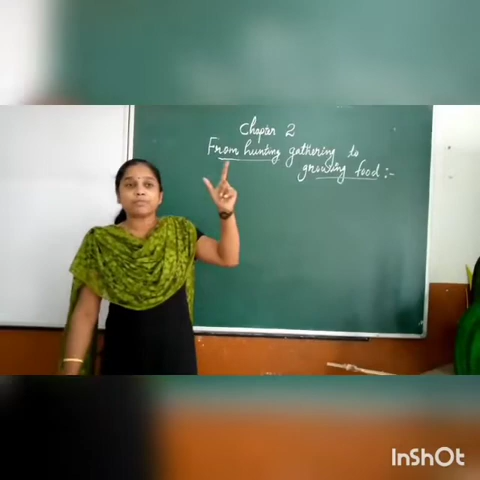 Chapter 2
From hunting gathering to
growing food :-
InShOt